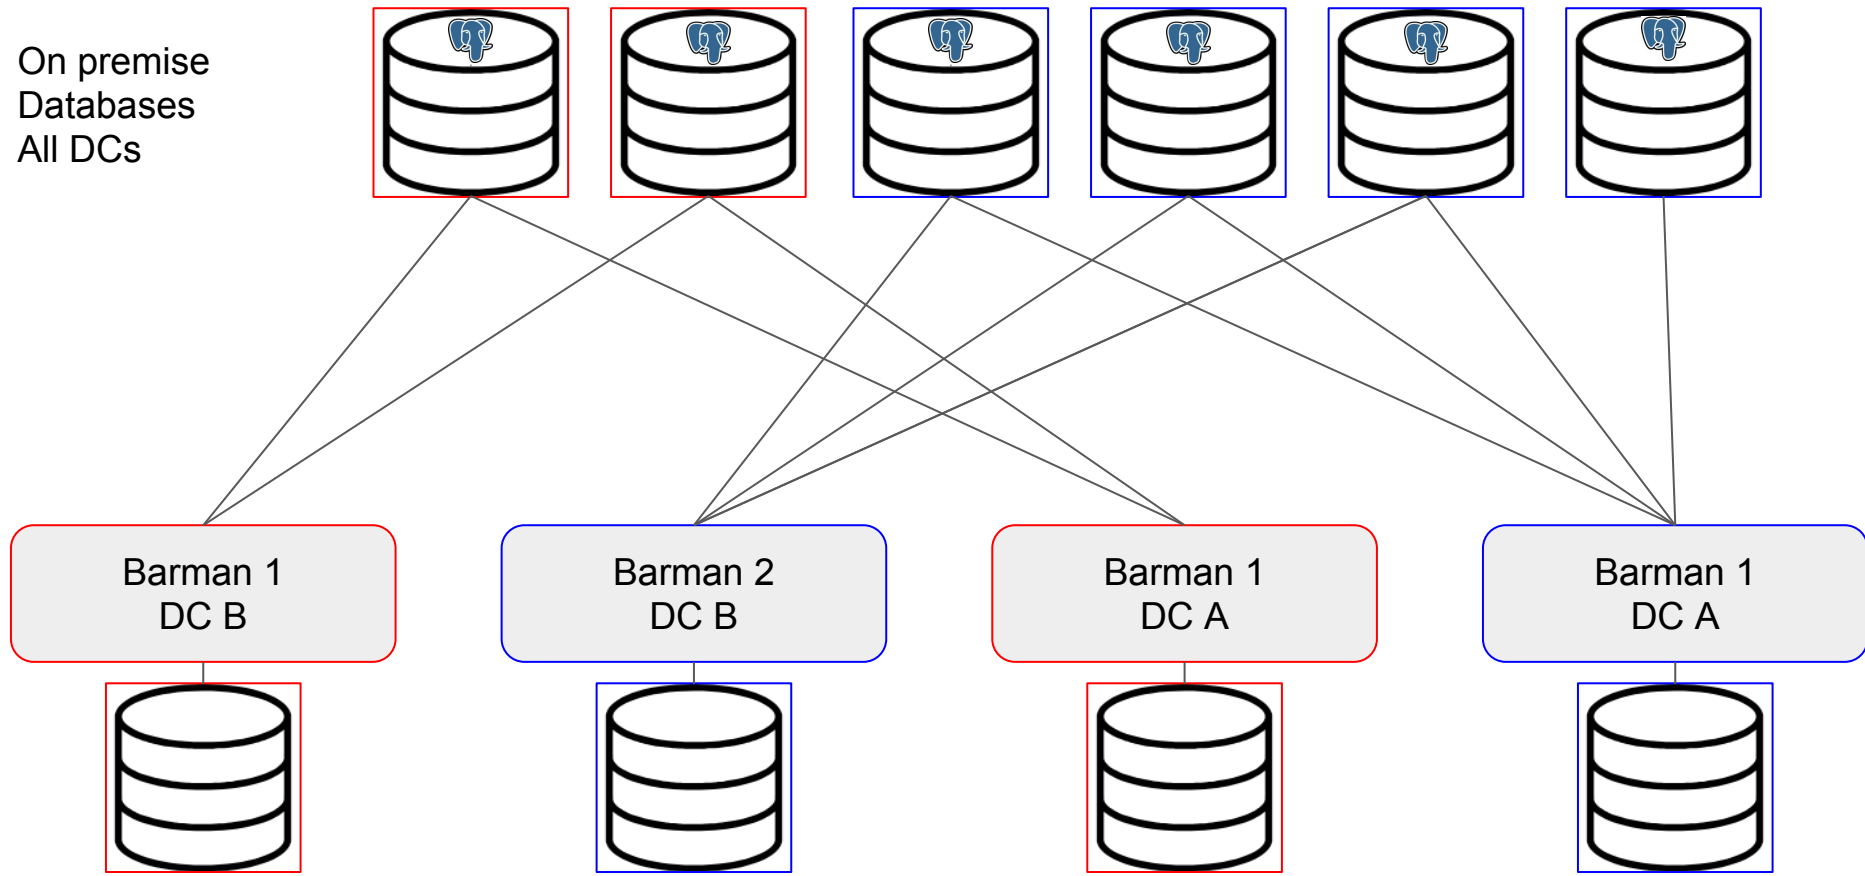 On premise
Databases
All DCs
Barman 1
DC B
Barman 2
DC B
Barman 1
DC A
Barman 1
DC A